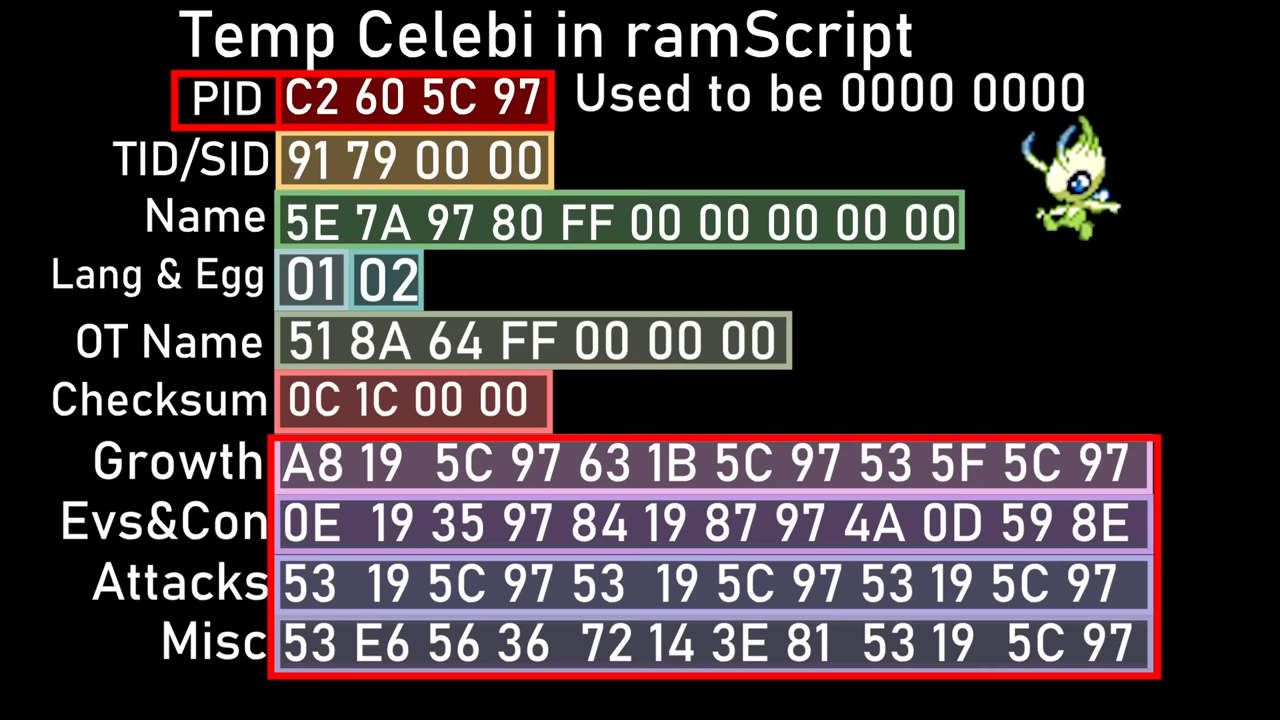 Temp Celebi in ramScript
PID C2 60 5C 97 Used to be 0000 0000
TID/SID 91 79 00 00
Name 5E 7A 97 80 FF 00 00 00 00 00
Lang & Egg 01 02
OT Name 51 8A 64 FF 00 00 00
Checksum 0C 1C 00 00
Growth A8 19 5C 97 63 1B 5C 97 53 5F 5C 97
Evs&Con 0E 19 35 97 84 19 87 97 4A 0D 59 8E
Attacks 53 19 5C 97 53 19 5C 97 53 19 5C 97
Misc 53 E6 56 36 72 14 3E 81 53 19 5C 97